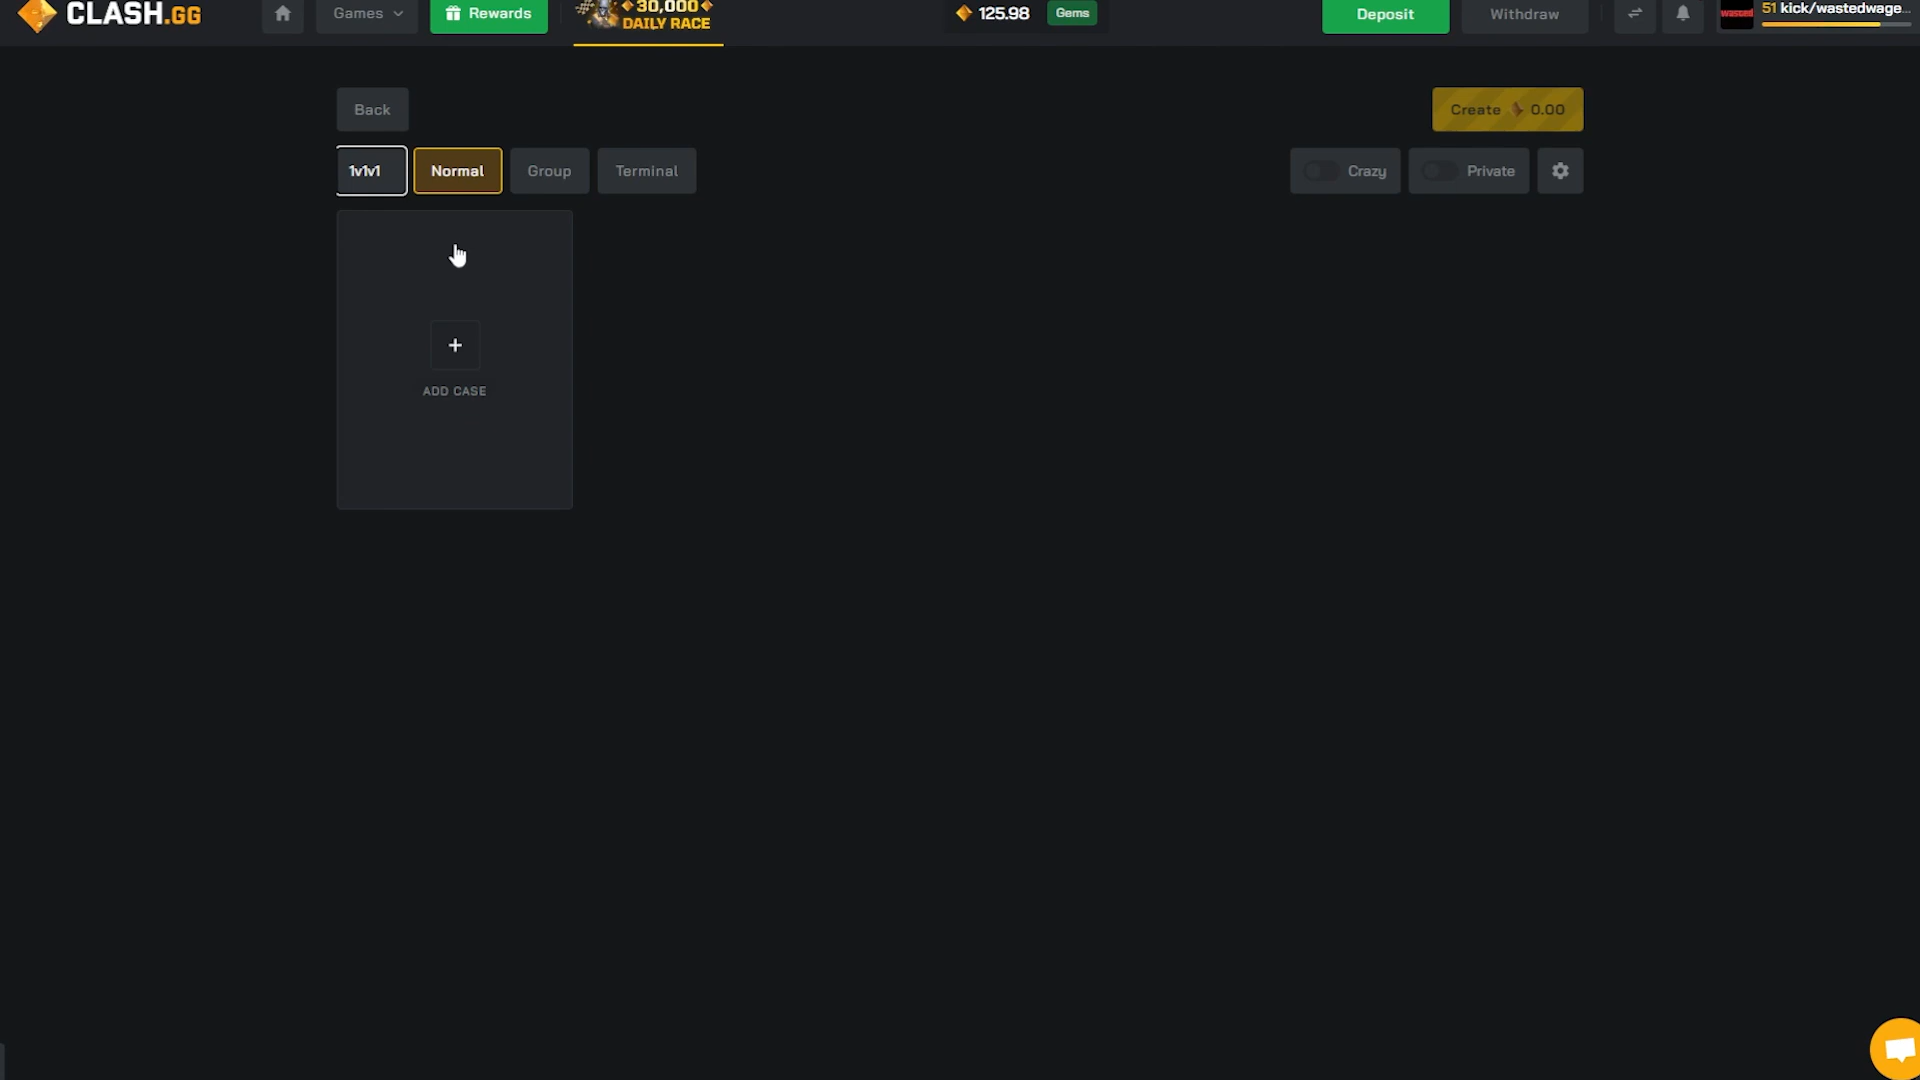 CLASH.GG
Games
Rewards
30,000
DAILY RACE
125.98
Gems
Deposit
Withdraw
wasted
51 kick/wastedwage...
Back
Create 0.00
1v1v1
Normal
Group
Terminal
Crazy
Private
+
ADD CASE